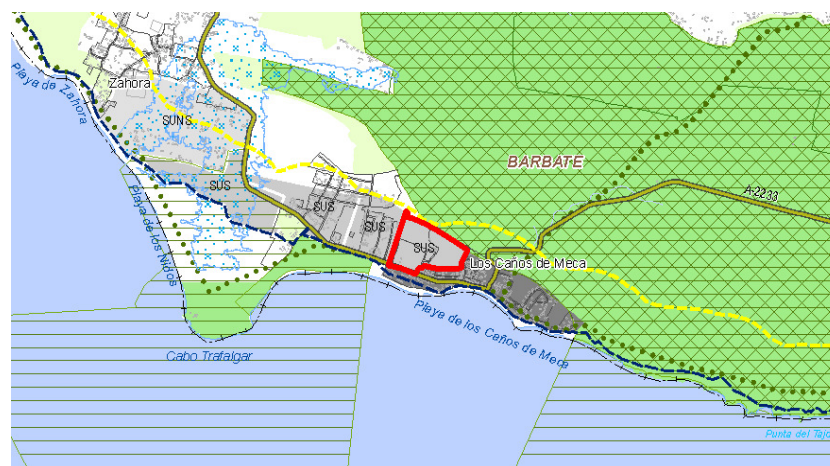 Zahora
Playa de Zahora
SUNS
BARBATE
SUS
A-2233
Playa de los Nidos
SUS
SUS
SUS
Los Caños de Meca
Playa de los Caños de Meca
Cabo Trafalgar
Punta del Tajo